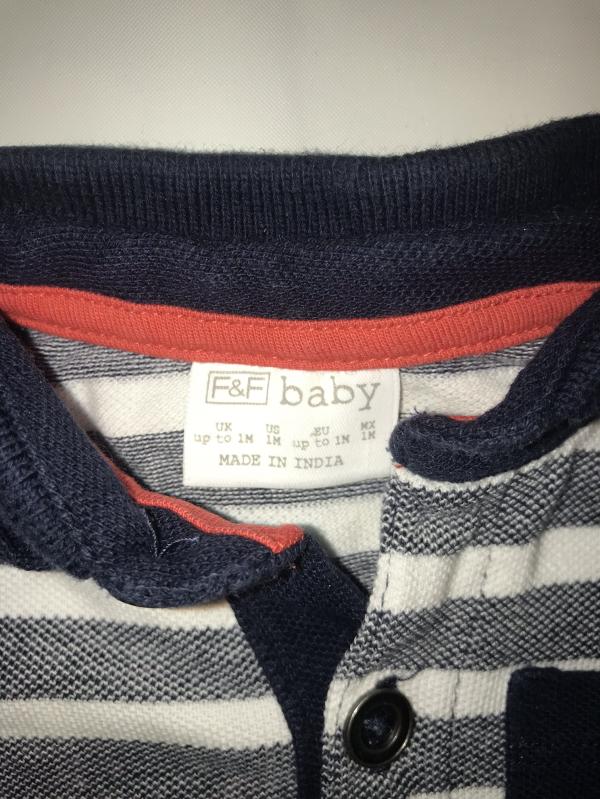 F&F baby
UK US EU MX
up to 1M 1M up to 1M 1M
MADE IN INDIA